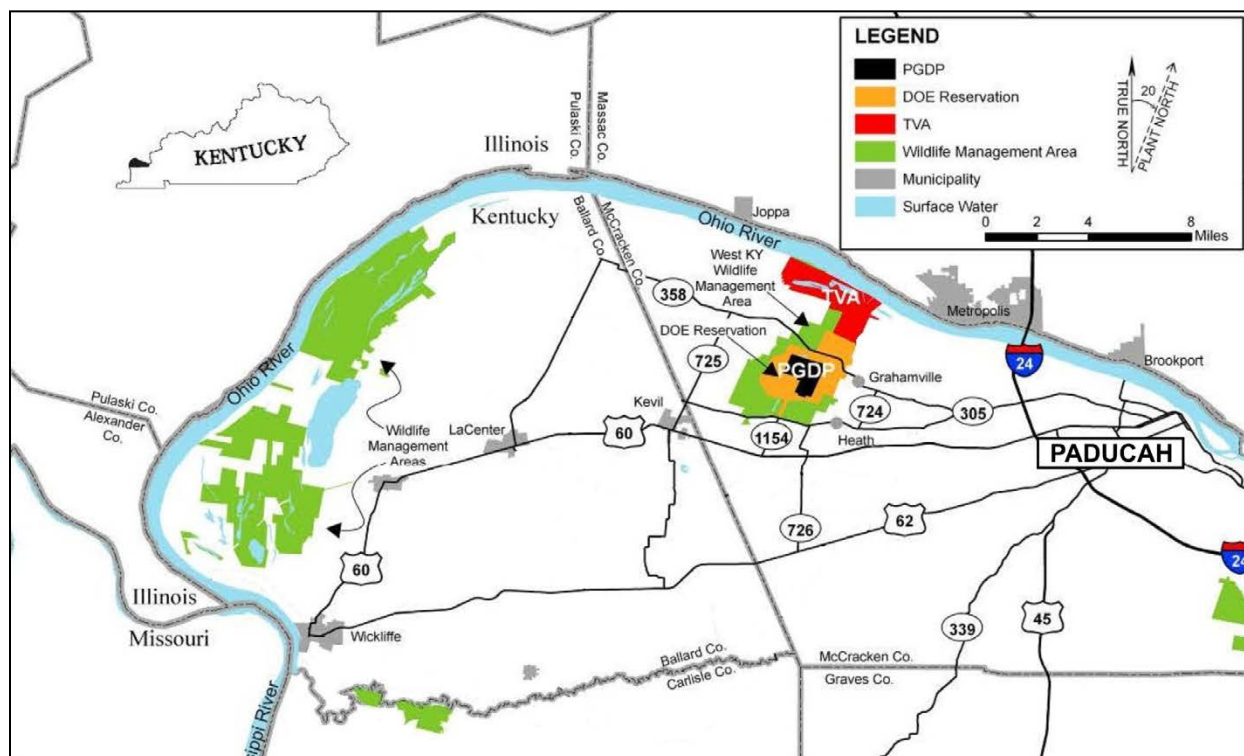 LEGEND
PGDP
DOE Reservation
TVA
Wildlife Management Area
Municipality
Surface Water
TRUE NORTH
20
PLANT NORTH
0 2 4 8
Miles
KENTUCKY
Illinois
Pulaski Co.
Massac Co.
Kentucky
Ballard Co.
McCracken Co.
Ohio River
Joppa
West KY
Wildlife
Management
Area
TVA
358
DOE Reservation
PGDP
Metropolis
24
Brookport
725
Grahamville
Ohio River
Pulaski Co.
Alexander
Co.
Kevil
724
305
LaCenter
60
1154
Heath
Wildlife
Management
Areas
PADUCAH
726
62
60
24
Illinois
Missouri
Wickliffe
339
45
Ballard Co.
Carlisle Co.
McCracken Co.
Graves Co.
sippi River